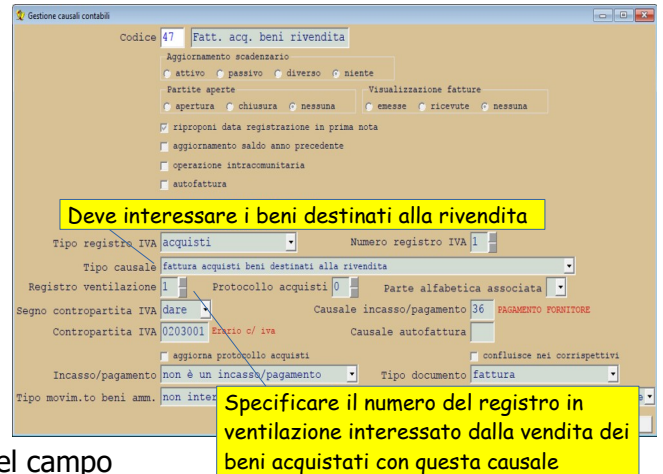 Gestione causali contabili
Codice 47 Fatt. acq. beni rivendita
Aggiornamento scadenzario
attivo passivo diverso niente
Partite aperte Visualizzazione fatture
apertura chiusura nessuna emesse ricevute nessuna
riproponi data registrazione in prima nota
aggiornamento saldo anno precedente
operazione intracomunitaria
autofattura
Deve interessare i beni destinati alla rivendita
Tipo registro IVA acquisti Numero registro IVA 1
Tipo causale fattura acquisti beni destinati alla rivendita
Registro ventilazione 1 Protocollo acquisti 0 Parte alfabetica associata
Segno contropartita IVA dare Causale incasso/pagamento 36 PAGAMENTO FORNITORE
Contropartita IVA 0203001 Erario c/ iva Causale autofattura
aggiorna protocollo acquisti confluisce nei corrispettivi
Incasso/pagamento non è un incasso/pagamento Tipo documento fattura
Tipo movim.to beni amm. non inter
Specificare il numero del registro in
ventilazione interessato dalla vendita dei
beni acquistati con questa causale
el campo